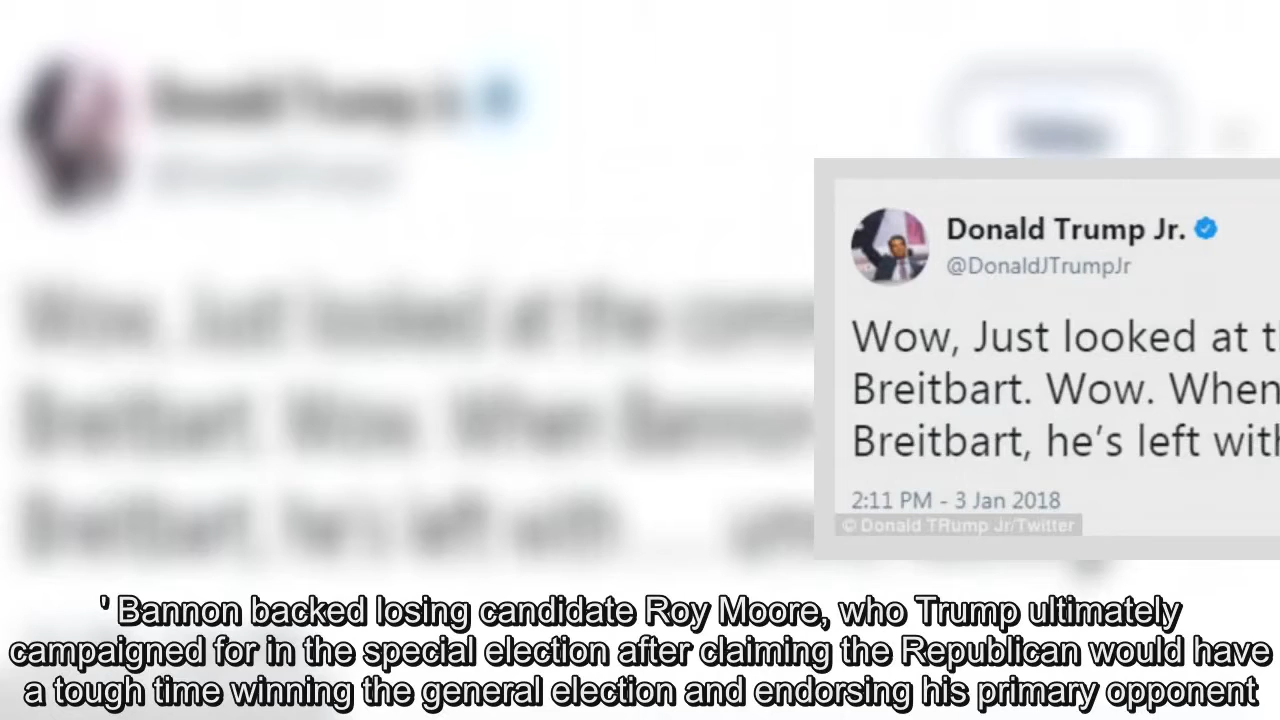 Donald Trump Jr.
@DonaldJTrumpJr
Wow, Just looked at
Breitbart. Wow. When
Breitbart, he's left with
2:11 PM - 3 Jan 2018
© Donald TRump Jr/Twitter
' Bannon backed losing candidate Roy Moore, who Trump ultimately
campaigned for in the special election after claiming the Republican would have
a tough time winning the general election and endorsing his primary opponent